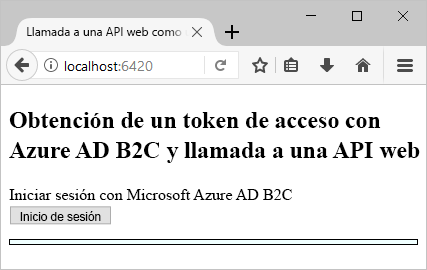 Llamada a una API web como
localhost:6420
Obtención de un token de acceso con
Azure AD B2C y llamada a una API web
Iniciar sesión con Microsoft Azure AD B2C
Inicio de sesión